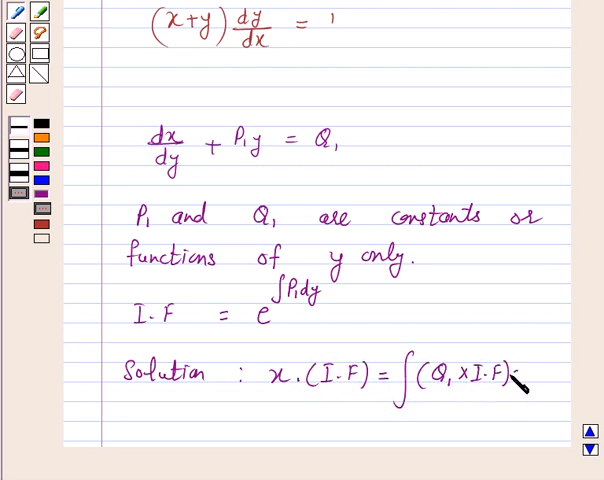 (x+y) dy/dx = 1
dx/dy + P₁y = Q₁
P₁ and Q₁ are constants or
functions of y only.
I.F = e^∫P₁dy
Solution : x.(I.F) = ∫(Q₁ × I.F)